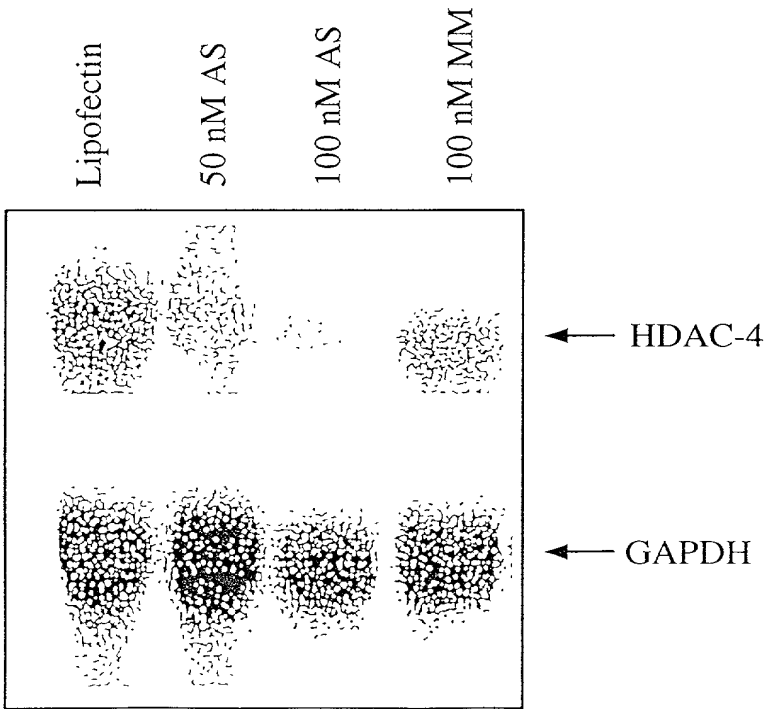 Lipofectin
50 nM AS
100 nM AS
100 nM MM
HDAC-4
GAPDH